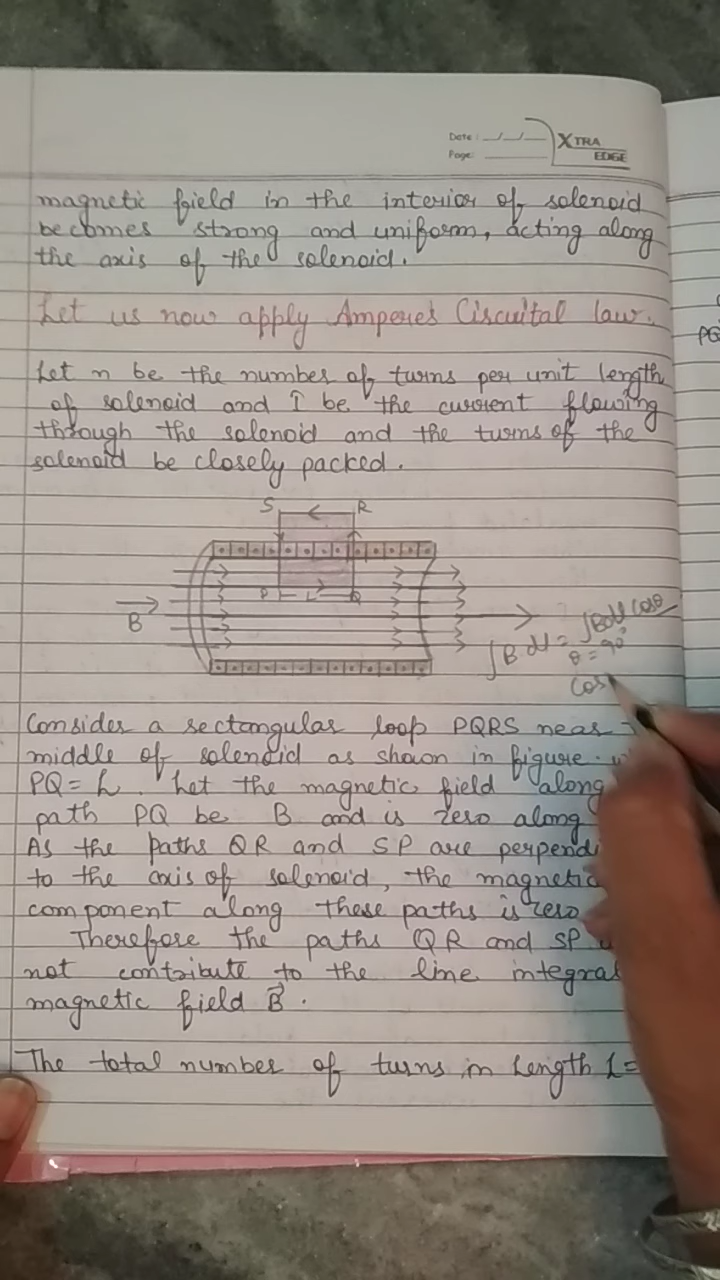 Date: __/__/__
XTRA
Page:
EDGE
magnetic field in the interior of solenoid
becomes strong and uniform, acting along
the axis of the solenoid.
Let us now apply Ampere's Circuital law.
PQ
Let n be the number of turns per unit length
of solenoid and I be the current flowing
through the solenoid and the turns of the
solenoid be closely packed.
S R
P L Q
B
∫B dl = ∫Bdl cosθ
θ = 90°
Cos
Consider a rectangular loop PQRS near
middle of solenoid as shown in figure.
PQ = L. Let the magnetic field along
path PQ be B and is zero along
As the paths QR and SP are perpendi
to the axis of solenoid, the magnetic
component along these paths is zero
Therefore the paths QR and SP
not contribute to the line integral
magnetic field B⃗.
The total number of turns in length L=